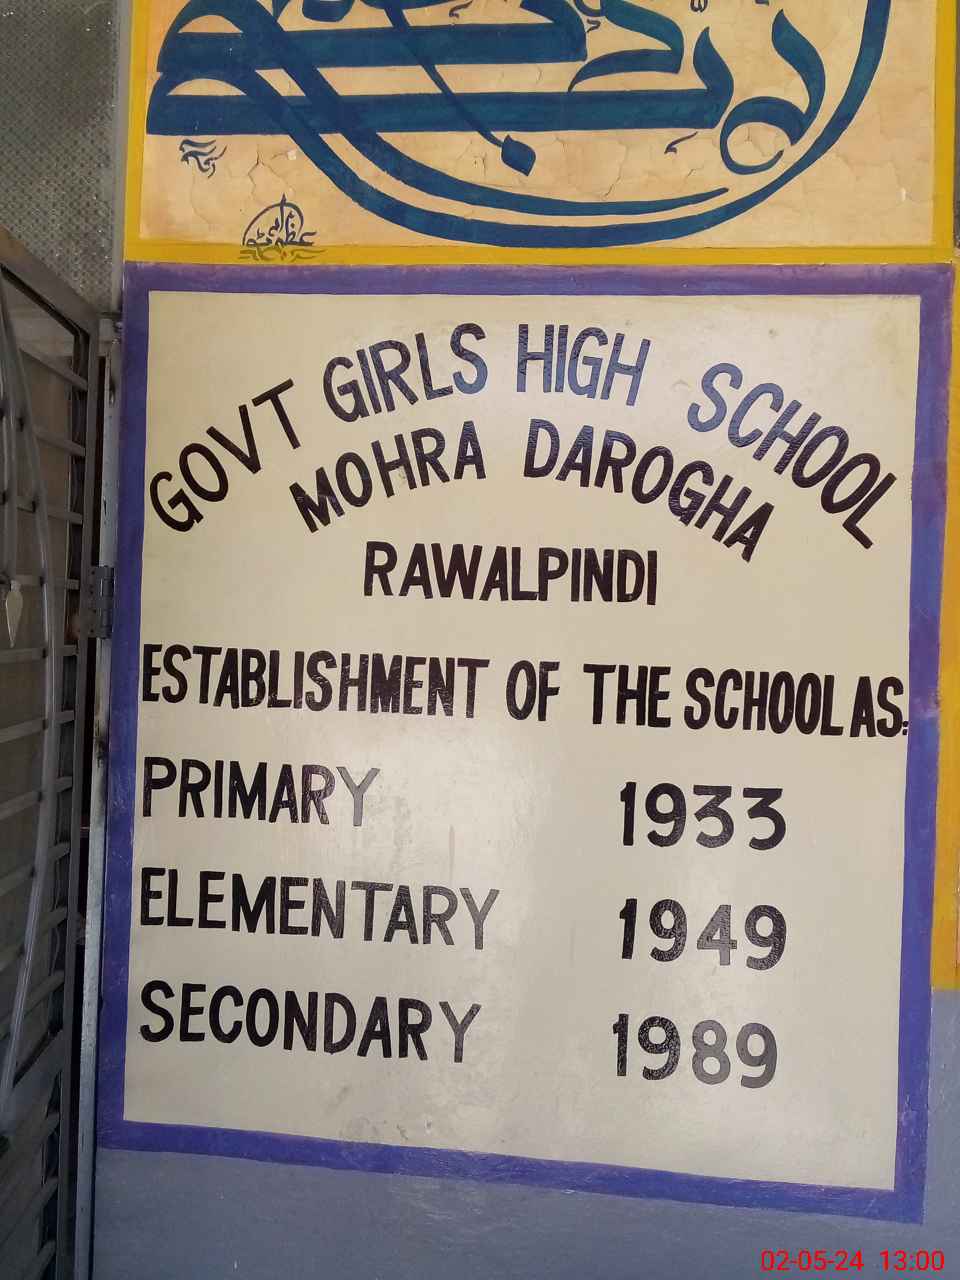 GOVT GIRLS HIGH SCHOOL
MOHRA DAROGHA
RAWALPINDI
ESTABLISHMENT OF THE SCHOOL AS:
PRIMARY 1933
ELEMENTARY 1949
SECONDARY 1989
02-05-24 13:00